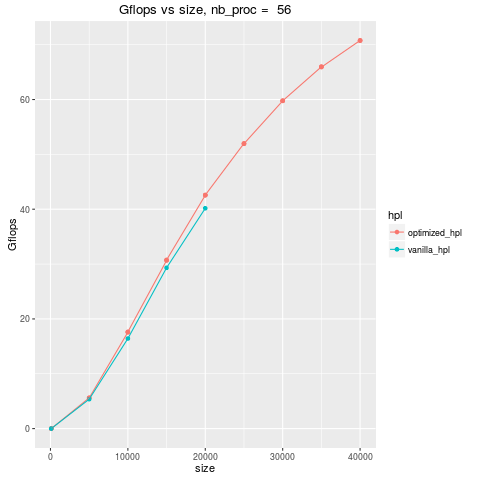 Gflops vs size, nb_proc =  56
Gflops
60
40
20
0
0 10000 20000 30000 40000
size
hpl
optimized_hpl
vanilla_hpl